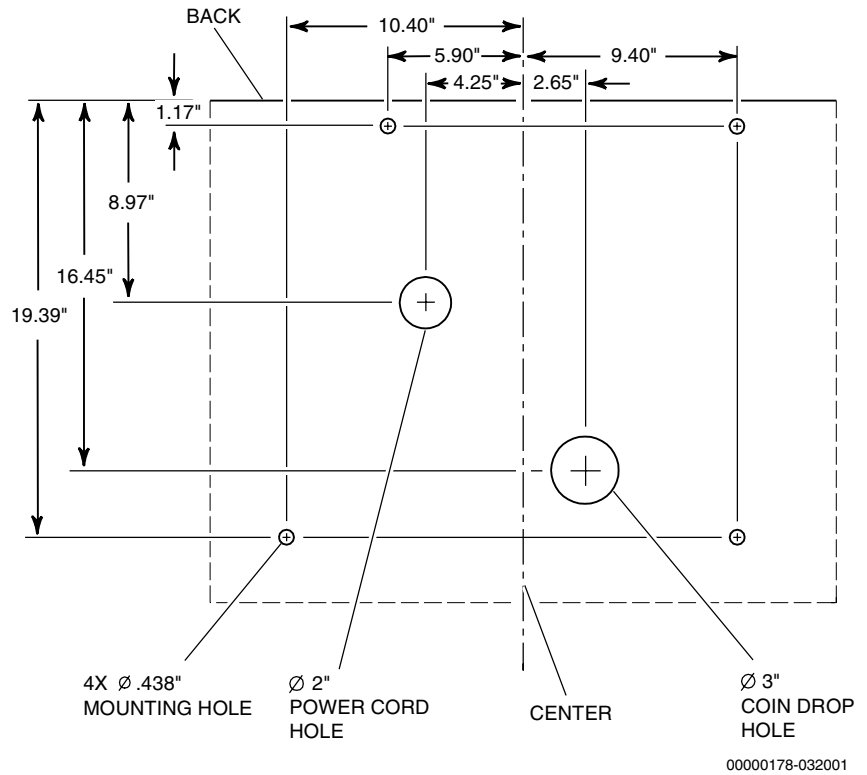 BACK
10.40"
5.90"
9.40"
4.25"
2.65"
1.17"
8.97"
16.45"
19.39"
4X Ø .438"
MOUNTING HOLE
Ø 2"
POWER CORD
HOLE
CENTER
Ø 3"
COIN DROP
HOLE
00000178-032001